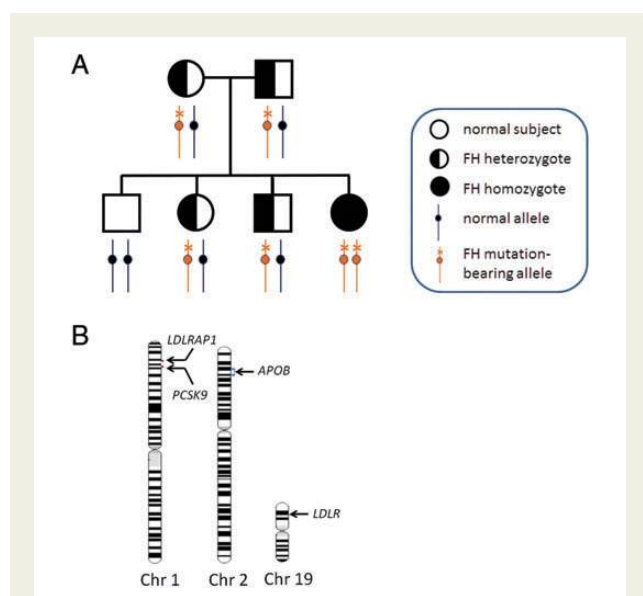 A
normal subject
FH heterozygote
FH homozygote
normal allele
FH mutation-
bearing allele
B
LDLRAP1
PCSK9
APOB
LDLR
Chr 1
Chr 2
Chr 19